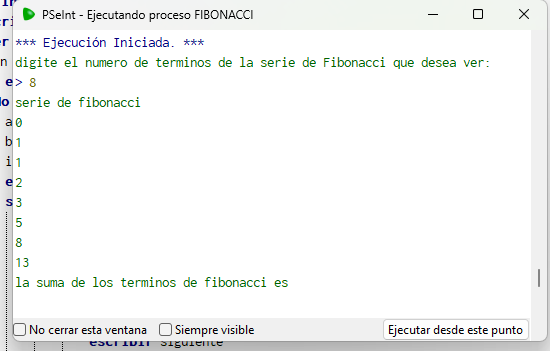 PSeInt - Ejecutando proceso FIBONACCI
*** Ejecución Iniciada. ***
digite el numero de terminos de la serie de Fibonacci que desea ver:
> 8
serie de fibonacci
0
1
1
2
3
5
8
13
la suma de los terminos de fibonacci es
No cerrar esta ventana Siempre visible Ejecutar desde este punto
escribir siguiente